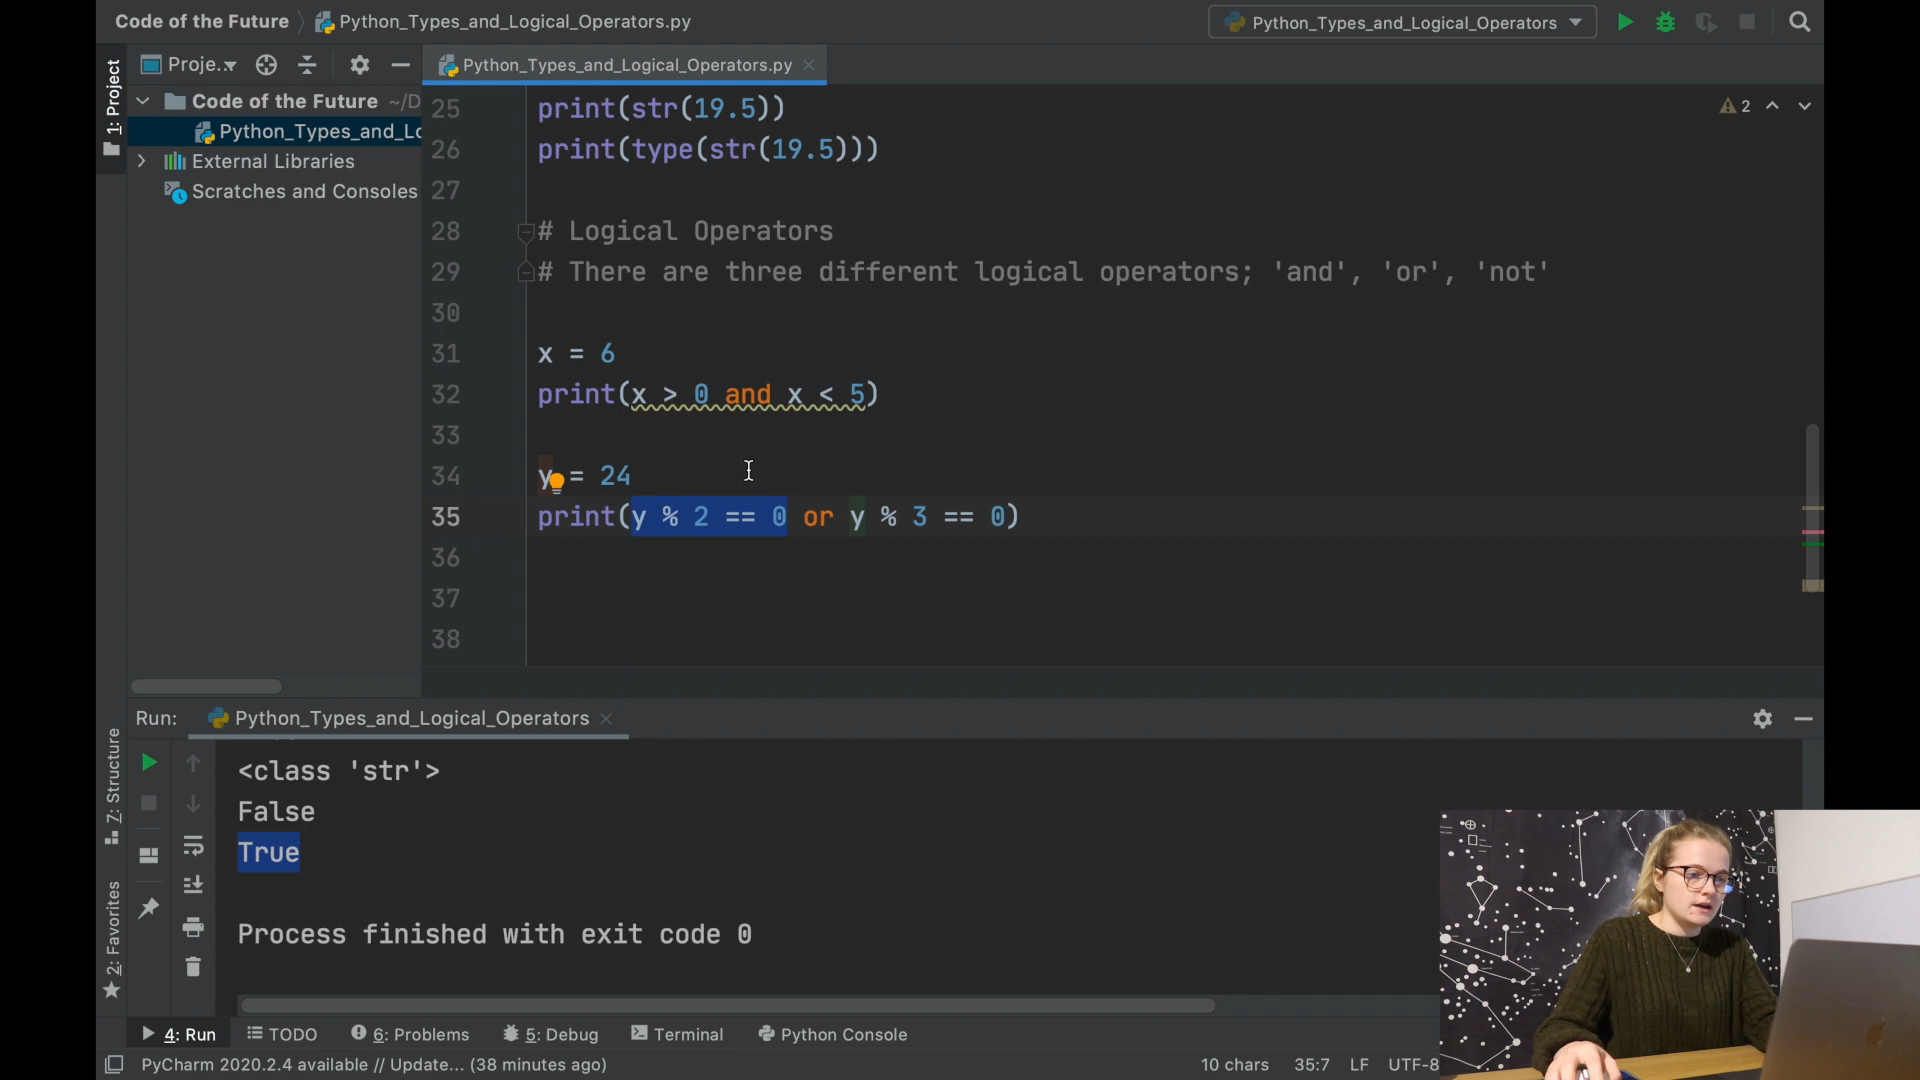 Code of the Future Python_Types_and_Logical_Operators.py Python_Types_and_Logical_Operators
1: Project Proje.. Python_Types_and_Logical_Operators.py
Code of the Future ~/D
Python_Types_and_Lo
External Libraries
Scratches and Consoles
2
25 print(str(19.5))
26 print(type(str(19.5)))
27
28 # Logical Operators
29 # There are three different logical operators; 'and', 'or', 'not'
30
31 x = 6
32 print(x > 0 and x < 5)
33
34 y = 24
35 print(y % 2 == 0 or y % 3 == 0)
36
37
38
Run: Python_Types_and_Logical_Operators
<class 'str'>
False
True
Process finished with exit code 0
7: Structure
2: Favorites
4: Run TODO 6: Problems 5: Debug Terminal Python Console
PyCharm 2020.2.4 available // Update... (38 minutes ago) 10 chars 35:7 LF UTF-8